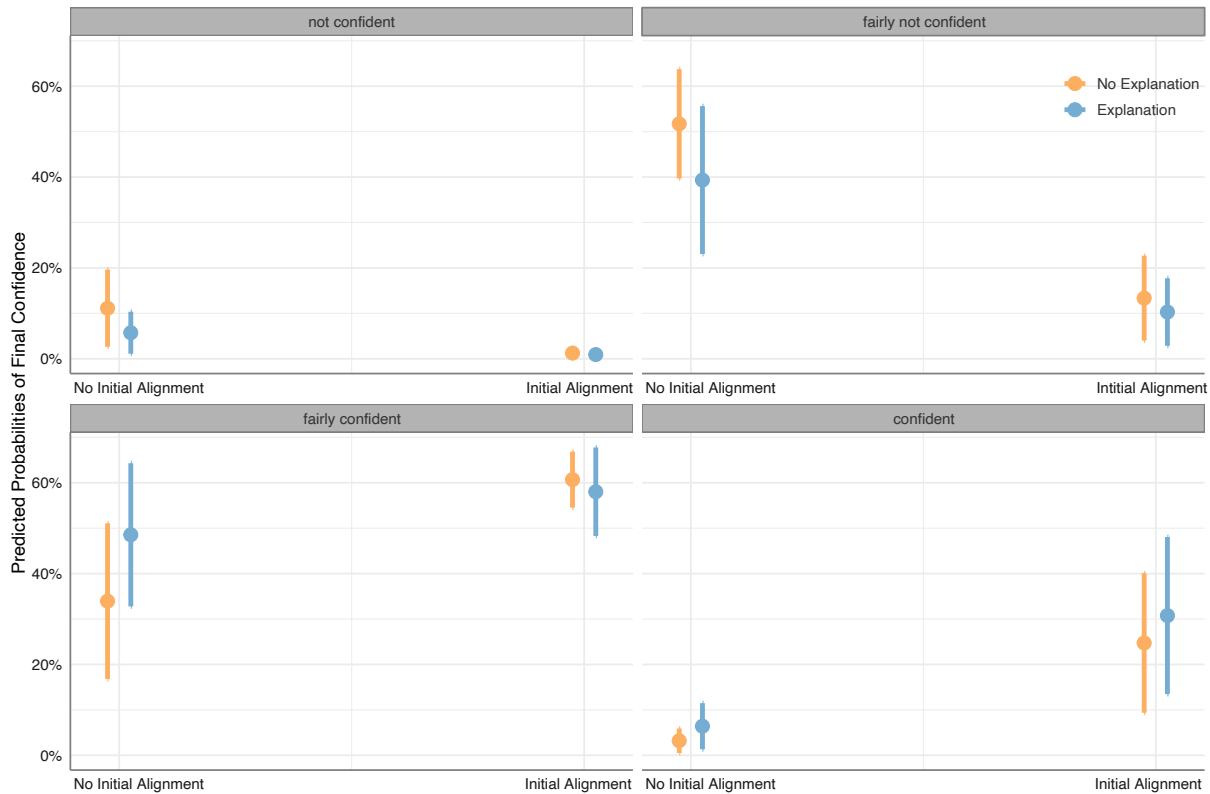 not confident
fairly not confident
60%
40%
20%
0%
No Explanation
Explanation
No Initial Alignment
Initial Alignment
No Initial Alignment
Intitial Alignment
fairly confident
confident
60%
40%
20%
0%
No Initial Alignment
Initial Alignment
No Initial Alignment
Initial Alignment
Predicted Probabilities of Final Confidence